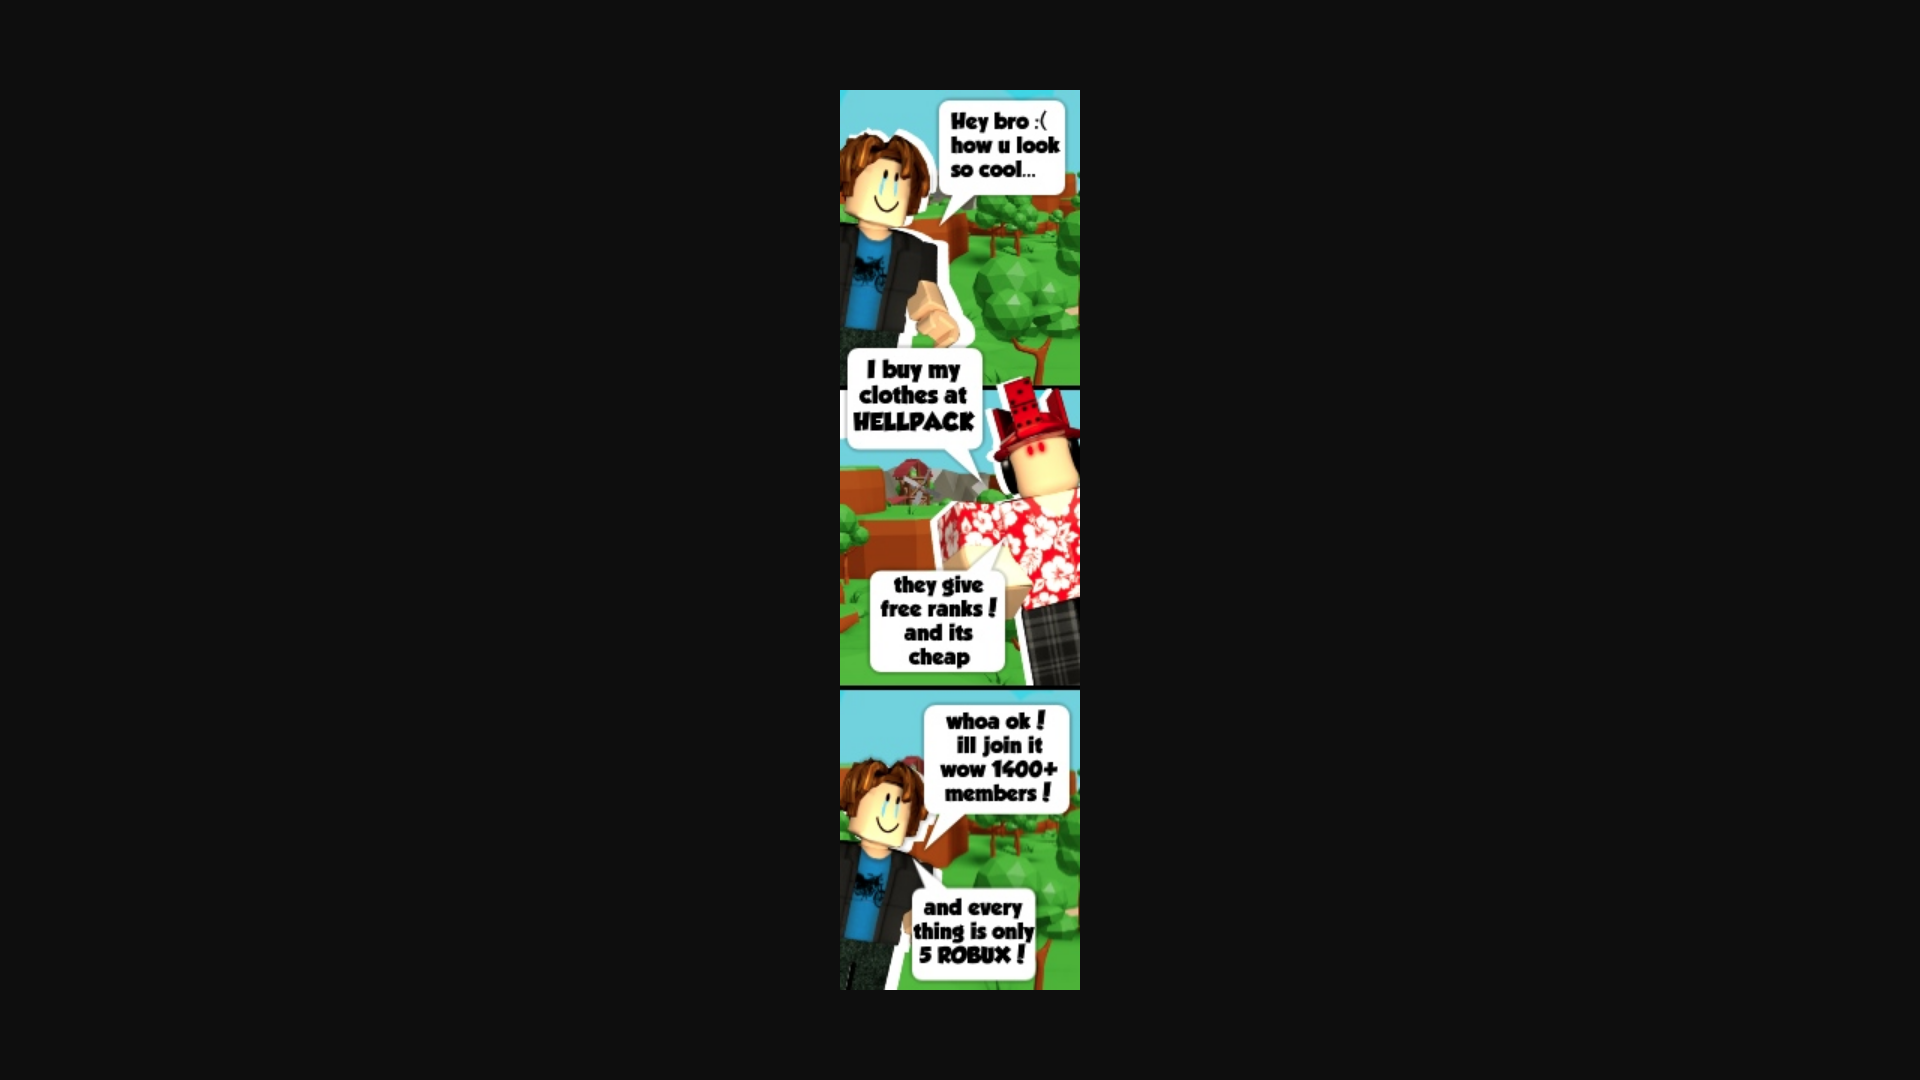 Hey bro :(
how u look
so cool...
I buy my
clothes at
HELLPACK
they give
free ranks!
and its
cheap
whoa ok!
ill join it
wow 1400+
members!
and every
thing is only
5 ROBUX!